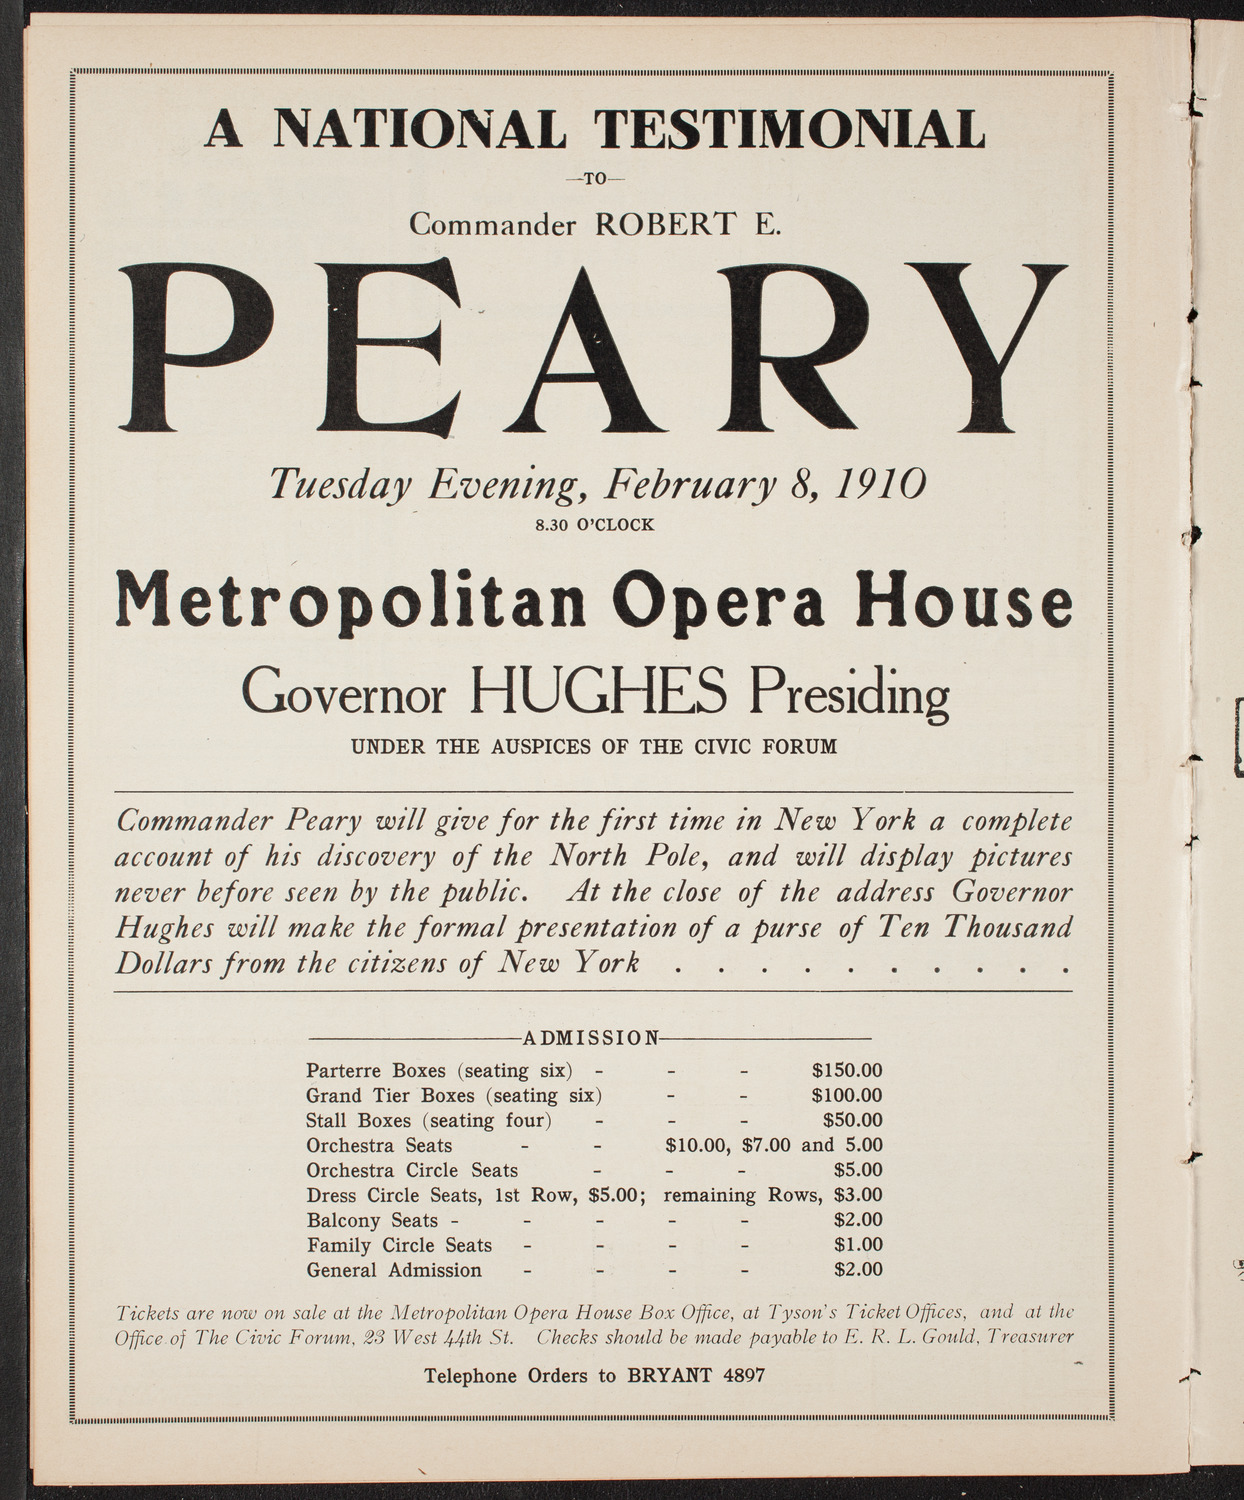 A NATIONAL TESTIMONIAL
—TO—
Commander ROBERT E.
PEARY
Tuesday Evening, February 8, 1910
8.30 O'CLOCK
Metropolitan Opera House
Governor HUGHES Presiding
UNDER THE AUSPICES OF THE CIVIC FORUM
Commander Peary will give for the first time in New York a complete
account of his discovery of the North Pole, and will display pictures
never before seen by the public. At the close of the address Governor
Hughes will make the formal presentation of a purse of Ten Thousand
Dollars from the citizens of New York . . . . . . . . . .
ADMISSION
Parterre Boxes (seating six) - - - $150.00
Grand Tier Boxes (seating six) - - $100.00
Stall Boxes (seating four) - - - $50.00
Orchestra Seats - - $10.00, $7.00 and 5.00
Orchestra Circle Seats - - - $5.00
Dress Circle Seats, 1st Row, $5.00; remaining Rows, $3.00
Balcony Seats - - - - - $2.00
Family Circle Seats - - - - $1.00
General Admission - - - - $2.00
Tickets are now on sale at the Metropolitan Opera House Box Office, at Tyson's Ticket Offices, and at the
Office of The Civic Forum, 23 West 44th St. Checks should be made payable to E. R. L. Gould, Treasurer
Telephone Orders to BRYANT 4897